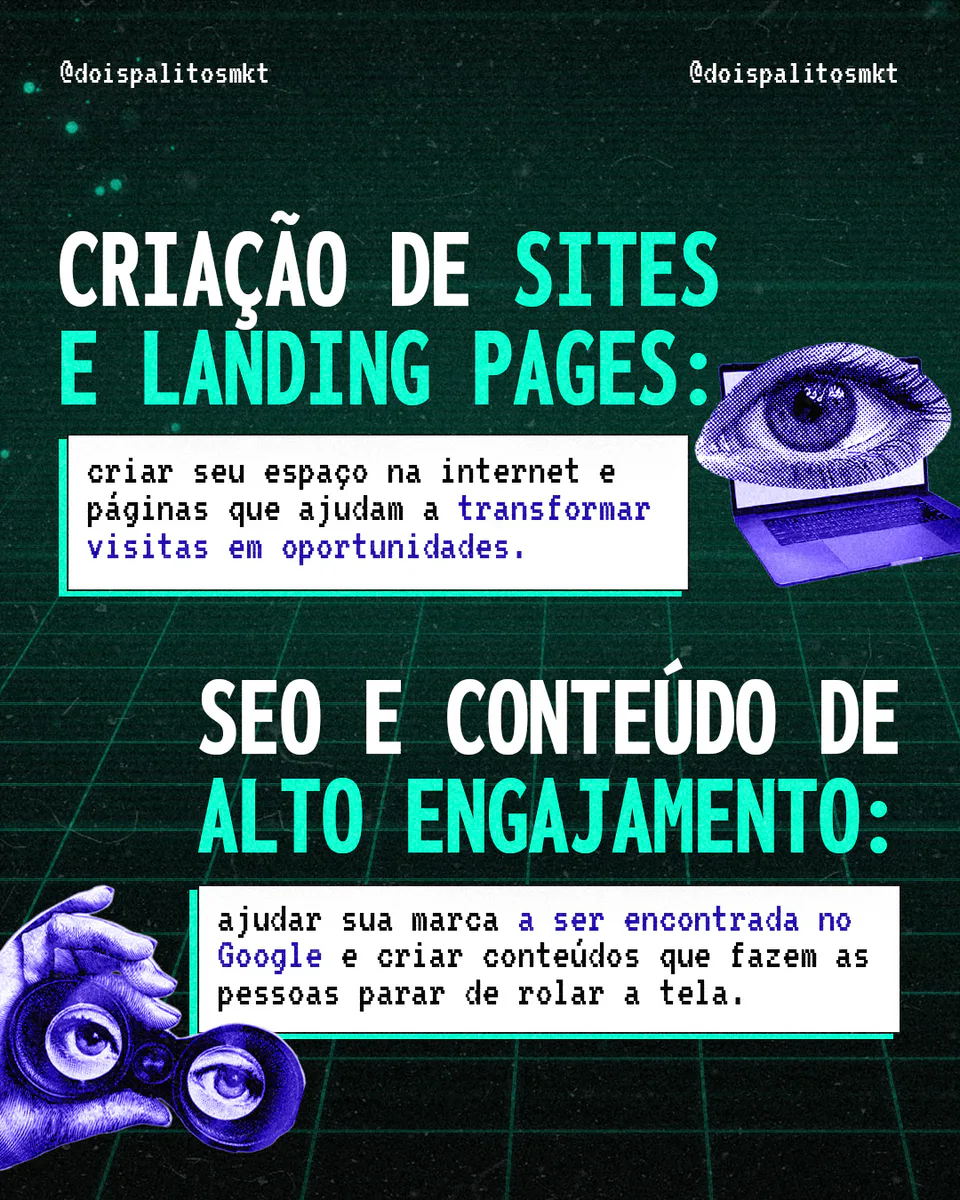 @doispalitosmkt
@doispalitosmkt
CRIAÇÃO DE SITES
E LANDING PAGES:
criar seu espaço na internet e
páginas que ajudam a transformar
visitas em oportunidades.
SEO E CONTEÚDO DE
ALTO ENGAJAMENTO:
ajudar sua marca a ser encontrada no
Google e criar conteúdos que fazem as
pessoas parar de rolar a tela.